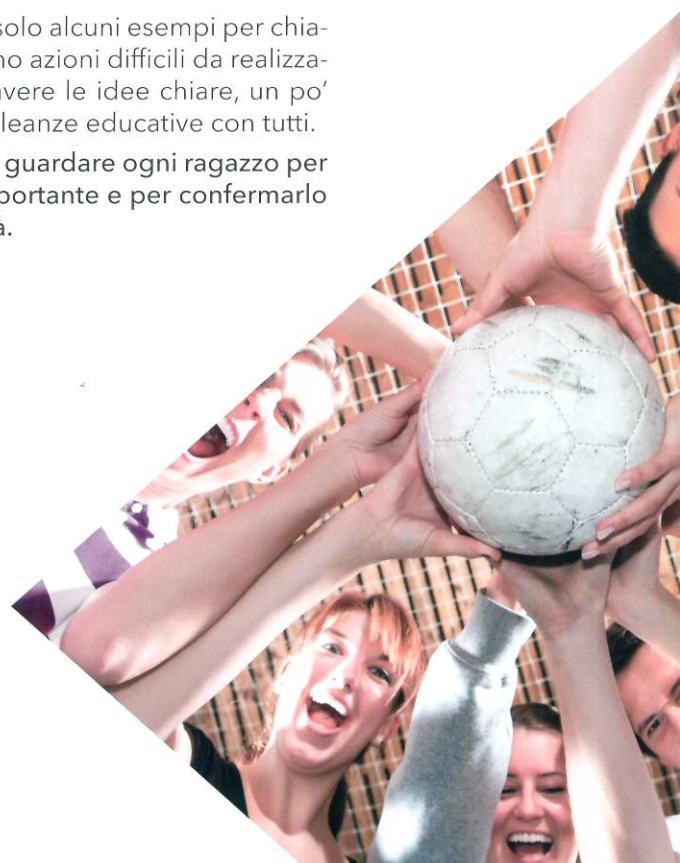 solo alcuni esempi per chia-
no azioni difficili da realizza-
avere le idee chiare, un po'
leanze educative con tutti.
guardare ogni ragazzo per
portante e per confermarlo
à.